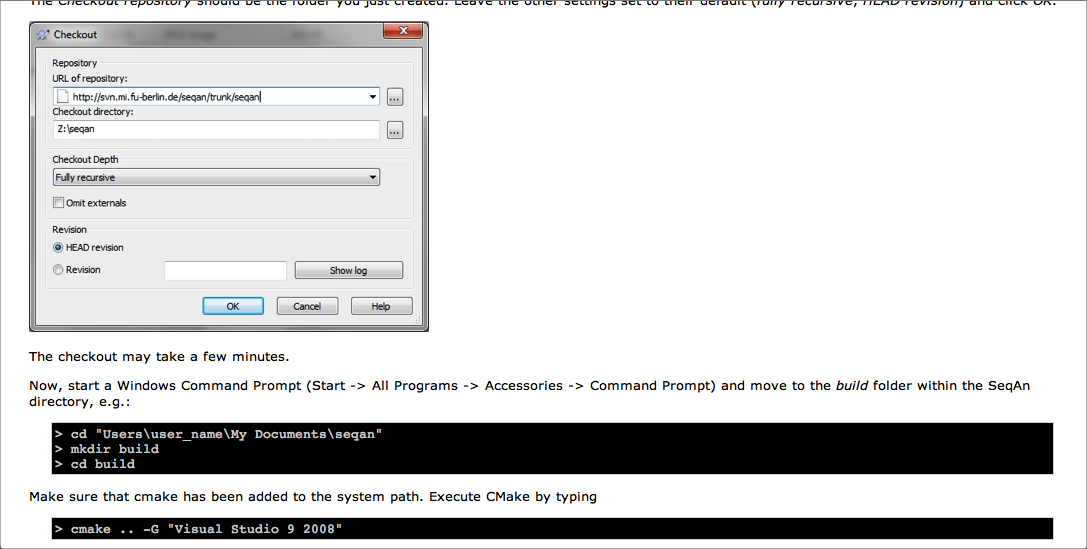 The Checkout repository should be the folder you just created. Leave the other settings set to their default (fully recursive, HEAD revision) and click OK.
Checkout
Repository
URL of repository:
http://svn.mi.fu-berlin.de/seqan/trunk/seqan
...
Checkout directory:
Z:\seqan
...
Checkout Depth
Fully recursive
Omit externals
Revision
HEAD revision
Revision
Show log
OK
Cancel
Help
The checkout may take a few minutes.
Now, start a Windows Command Prompt (Start -> All Programs -> Accessories -> Command Prompt) and move to the build folder within the SeqAn
directory, e.g.:
> cd "Users\user_name\My Documents\seqan"
> mkdir build
> cd build
Make sure that cmake has been added to the system path. Execute CMake by typing
> cmake .. -G "Visual Studio 9 2008"